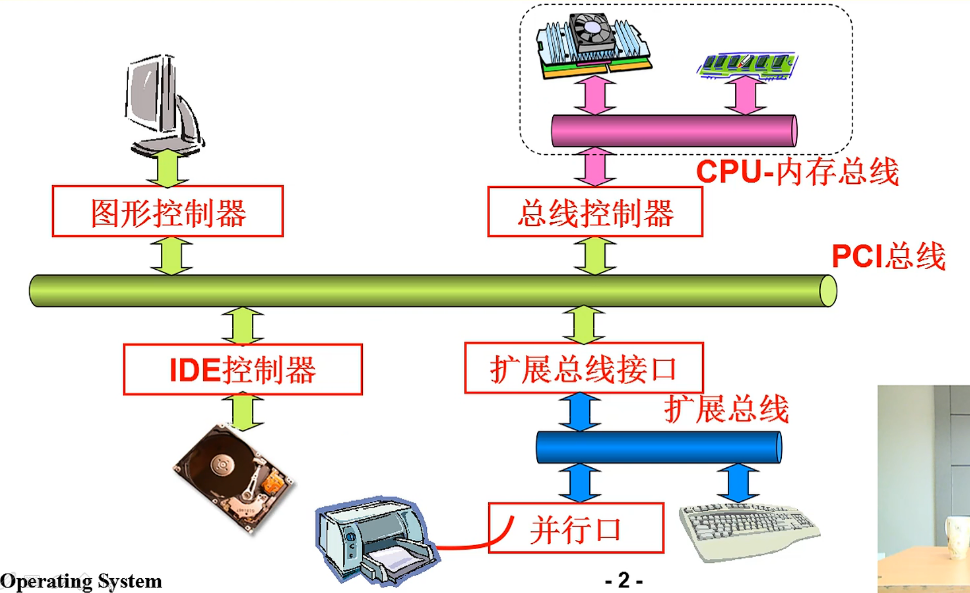 CPU-内存总线
图形控制器
总线控制器
PCI总线
IDE控制器
扩展总线接口
扩展总线
并行口
Operating System
- 2 -